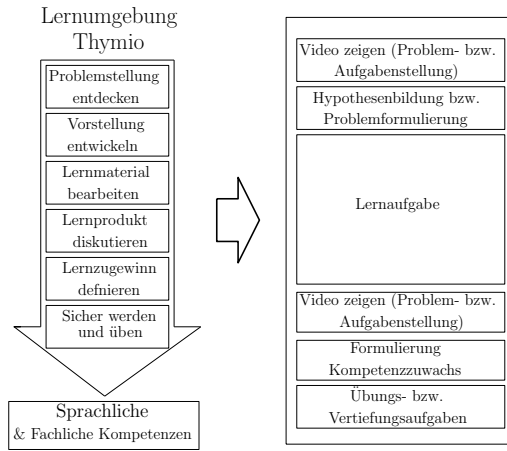 Lernumgebung
Thymio
Problemstellung
entdecken
Vorstellung
entwickeln
Lernmaterial
bearbeiten
Lernprodukt
diskutieren
Lernzugewinn
defnieren
Sicher werden
und üben
Sprachliche
& Fachliche Kompetenzen
Video zeigen (Problem- bzw.
Aufgabenstellung)
Hypothesenbildung bzw.
Problemformulierung
Lernaufgabe
Video zeigen (Problem- bzw.
Aufgabenstellung)
Formulierung
Kompetenzzuwachs
Übungs- bzw.
Vertiefungsaufgaben